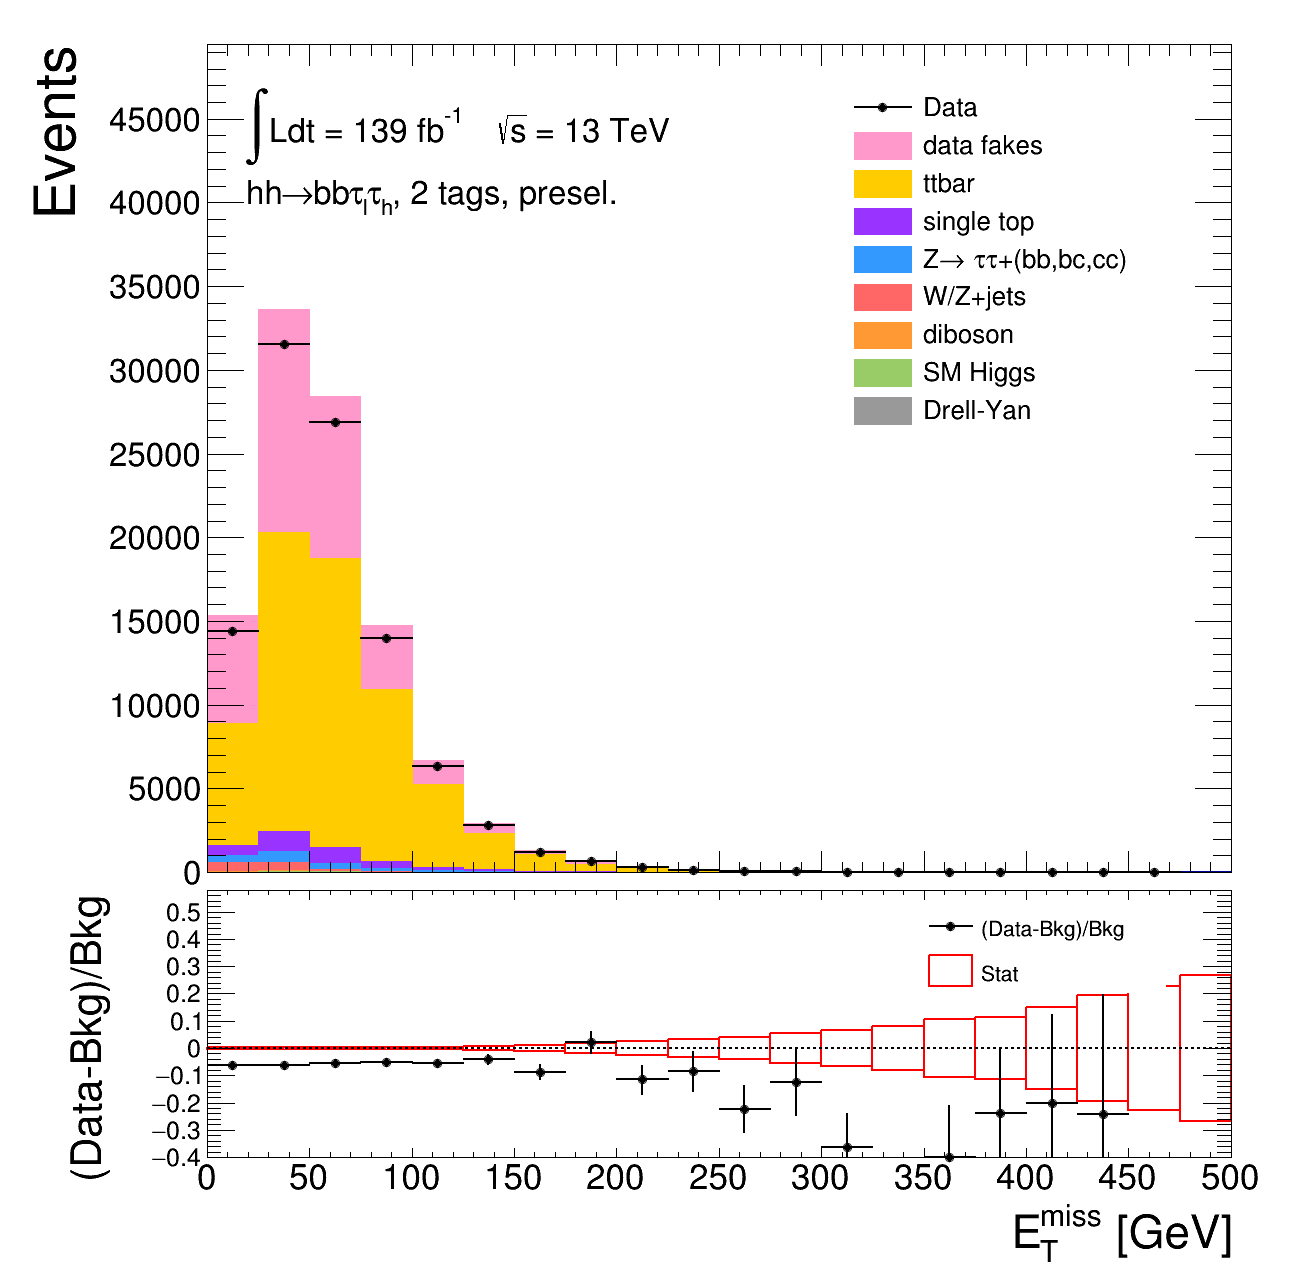 Events
45000
40000
35000
30000
25000
20000
15000
10000
5000
0
∫Ldt = 139 fb⁻¹ √s = 13 TeV
hh→bbτₗτₕ, 2 tags, presel.
Data
data fakes
ttbar
single top
Z→ ττ+(bb,bc,cc)
W/Z+jets
diboson
SM Higgs
Drell-Yan
(Data-Bkg)/Bkg
0.5
0.4
0.3
0.2
0.1
0
−0.1
−0.2
−0.3
−0.4
(Data-Bkg)/Bkg
Stat
0 50 100 150 200 250 300 350 400 450 500
E_T^miss [GeV]